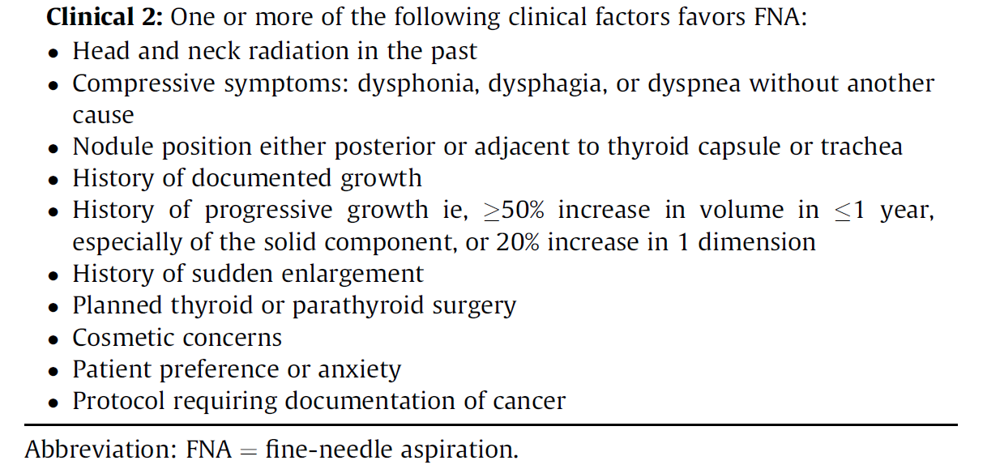 Clinical 2: One or more of the following clinical factors favors FNA:
• Head and neck radiation in the past
• Compressive symptoms: dysphonia, dysphagia, or dyspnea without another
cause
• Nodule position either posterior or adjacent to thyroid capsule or trachea
• History of documented growth
• History of progressive growth ie, ≥50% increase in volume in ≤1 year,
especially of the solid component, or 20% increase in 1 dimension
• History of sudden enlargement
• Planned thyroid or parathyroid surgery
• Cosmetic concerns
• Patient preference or anxiety
• Protocol requiring documentation of cancer
Abbreviation: FNA = fine-needle aspiration.